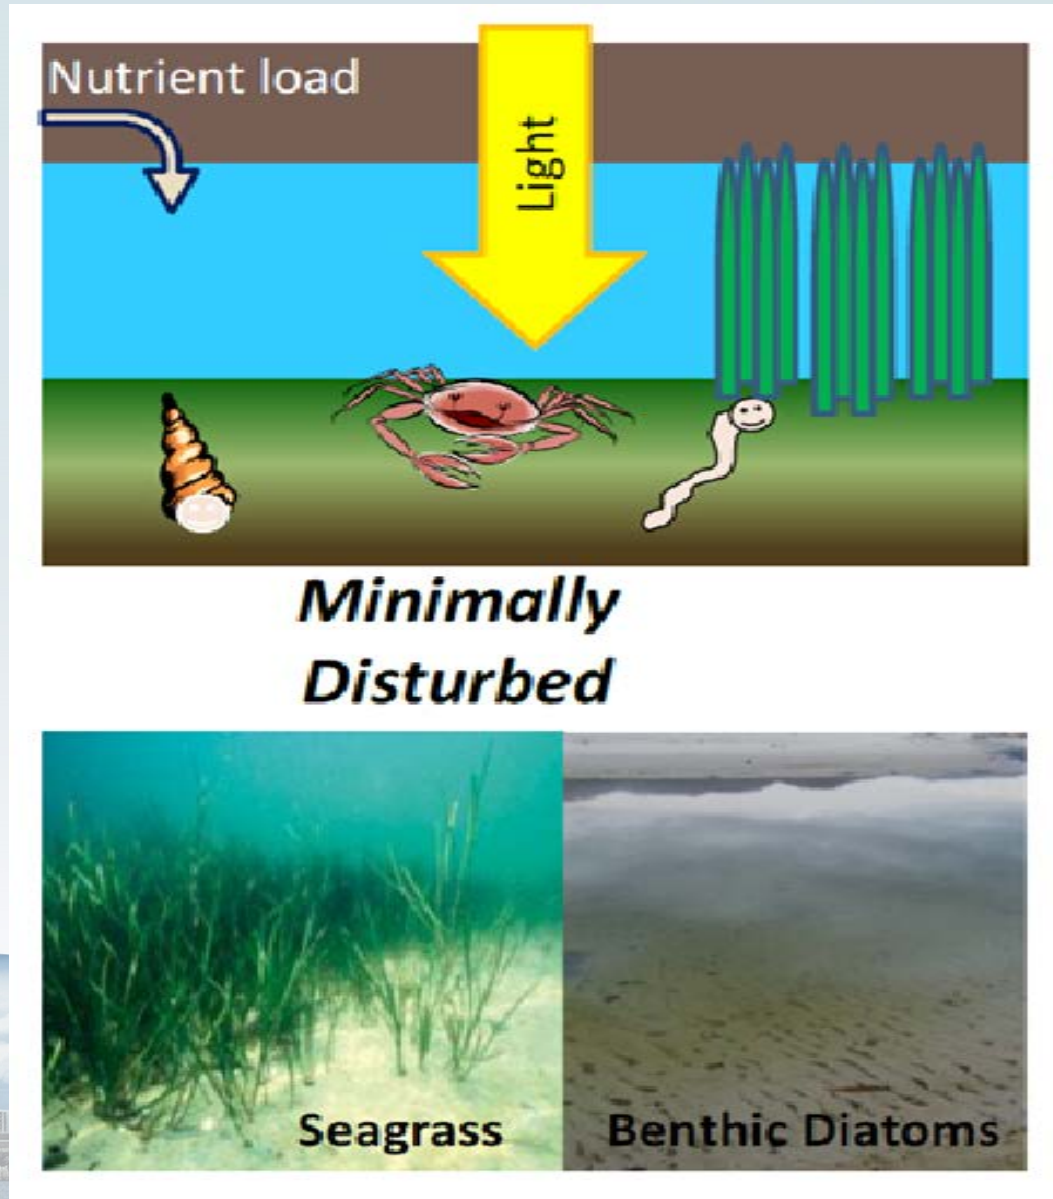 Nutrient load
Light
Minimally
Disturbed
Seagrass
Benthic Diatoms